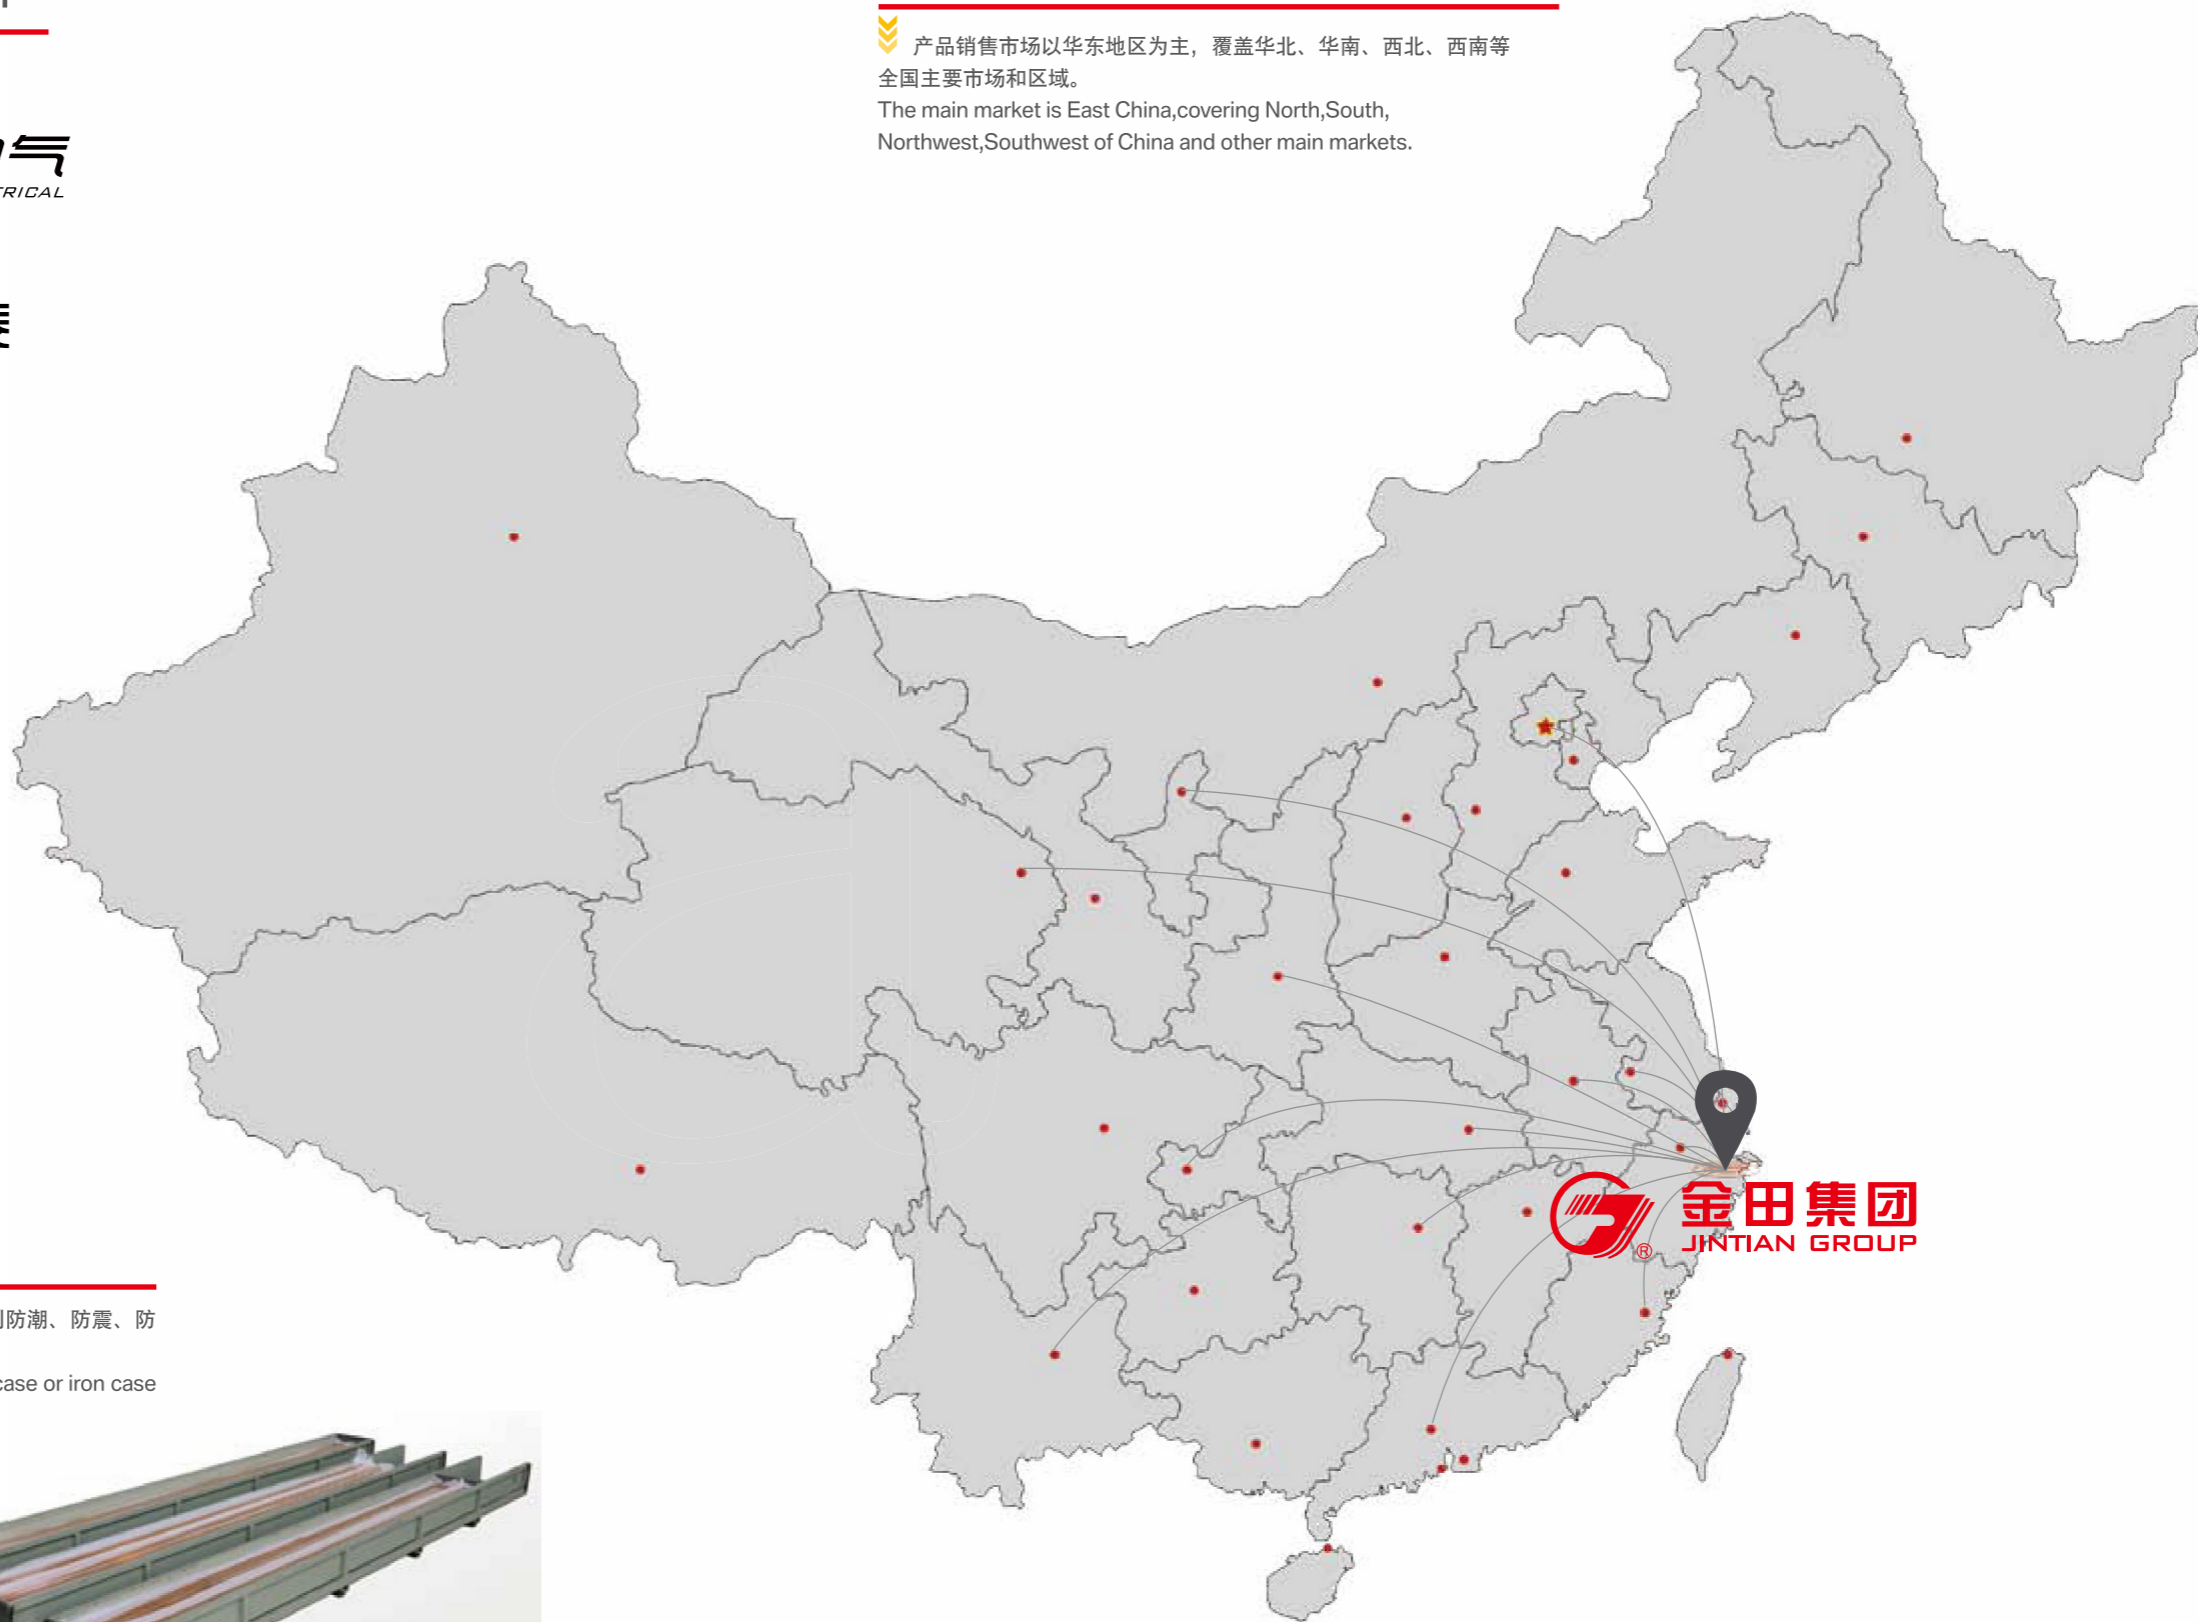 产品销售市场以华东地区为主，覆盖华北、华南、西北、西南等
全国主要市场和区域。
The main market is East China,covering North,South,
Northwest,Southwest of China and other main markets.
气
TRICAL
金田集团
JINTIAN GROUP
®
防潮、防震、防
case or iron case